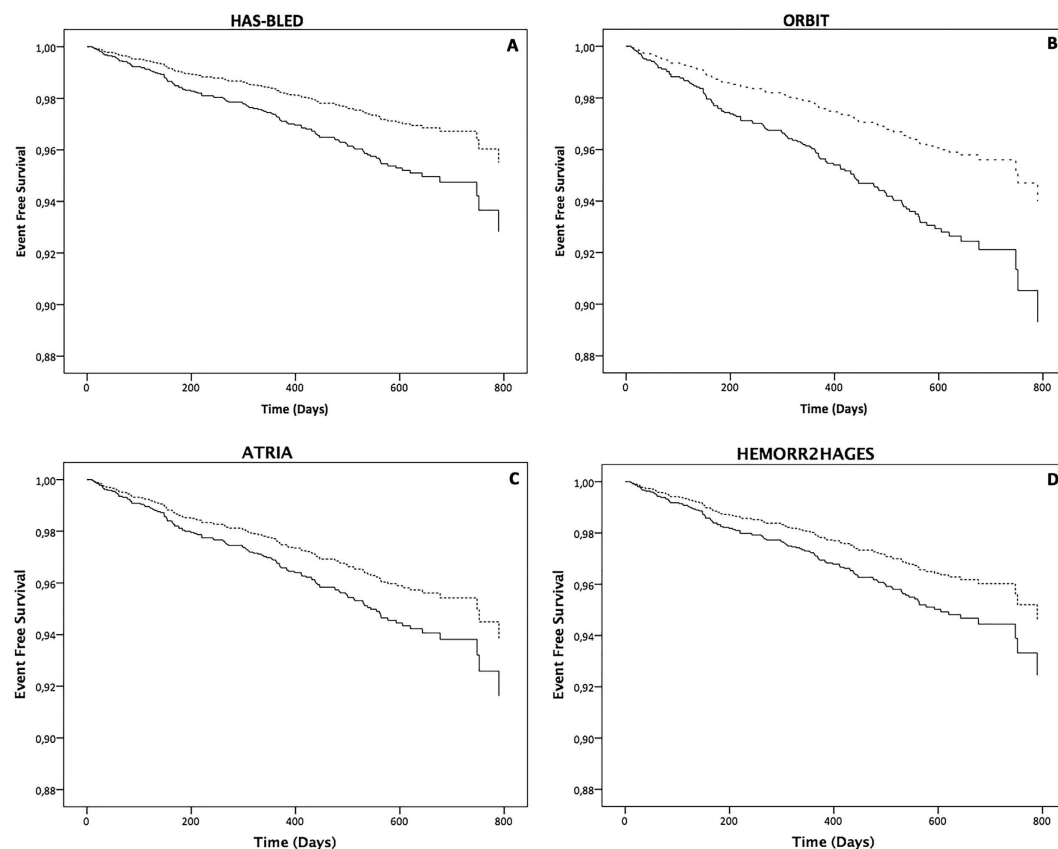 HAS-BLED
A
1,00
0,98
0,96
0,94
0,92
0,90
0,88
Event Free Survival
0 200 400 600 800
Time (Days)
ORBIT
B
1,00
0,98
0,96
0,94
0,92
0,90
0,88
Event Free Survival
0 200 400 600 800
Time (Days)
ATRIA
C
1,00
0,98
0,96
0,94
0,92
0,90
0,88
Event Free Survival
0 200 400 600 800
Time (Days)
HEMORR2HAGES
D
1,00
0,98
0,96
0,94
0,92
0,90
0,88
Event Free Survival
0 200 400 600 800
Time (Days)